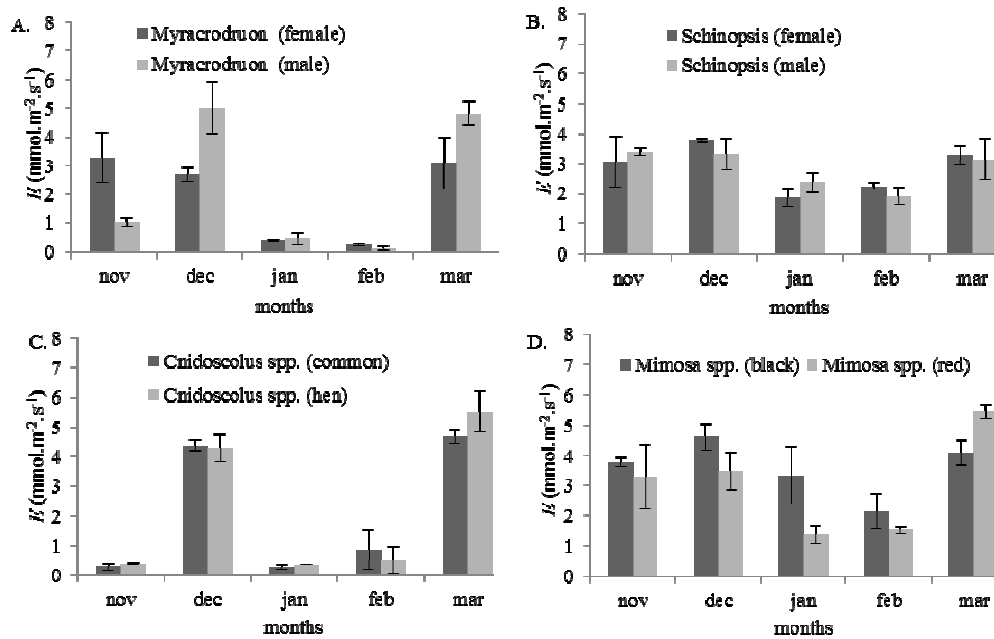 A.
Myracrodruon (female)
Myracrodruon (male)
E (mmol.m-2.s-1)
8
7
6
5
4
3
2
1
0
nov dec jan feb mar
months
B.
Schinopsis (female)
Schinopsis (male)
E (mmol.m-2.s-1)
8
7
6
5
4
3
2
1
0
nov dec jan feb mar
months
C.
Cnidoscolus spp. (common)
Cnidoscolus spp. (hen)
E (mmol.m-2.s-1)
8
7
6
5
4
3
2
1
0
nov dec jan feb mar
months
D.
Mimosa spp. (black) Mimosa spp. (red)
E (mmol.m-2.s-1)
8
7
6
5
4
3
2
1
0
nov dec jan feb mar
months